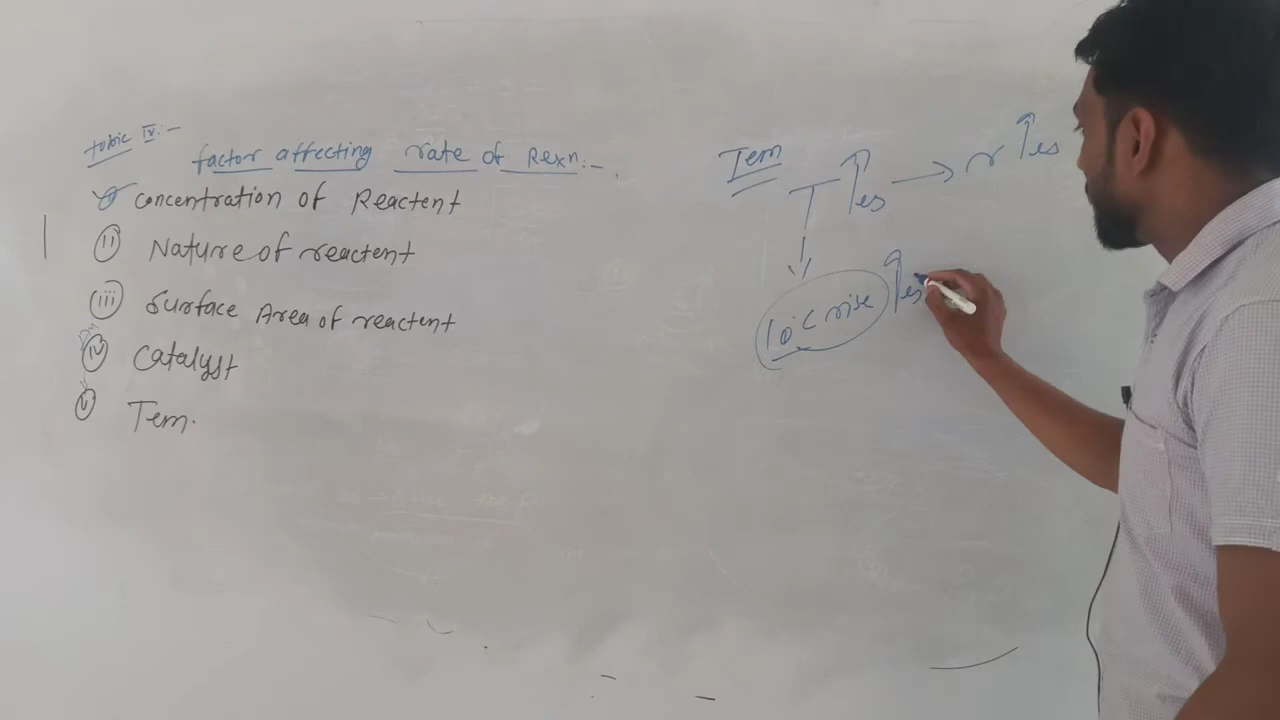 tobic IV:-
factor affecting rate of Rexn:-
(i) Concentration of Reactent
(ii) Nature of reactent
(iii) Surface Area of reactent
(iv) Catalyst
(v) Tem.
Tem
T ↑es → r ↑es
↓
10°C rise ↑es